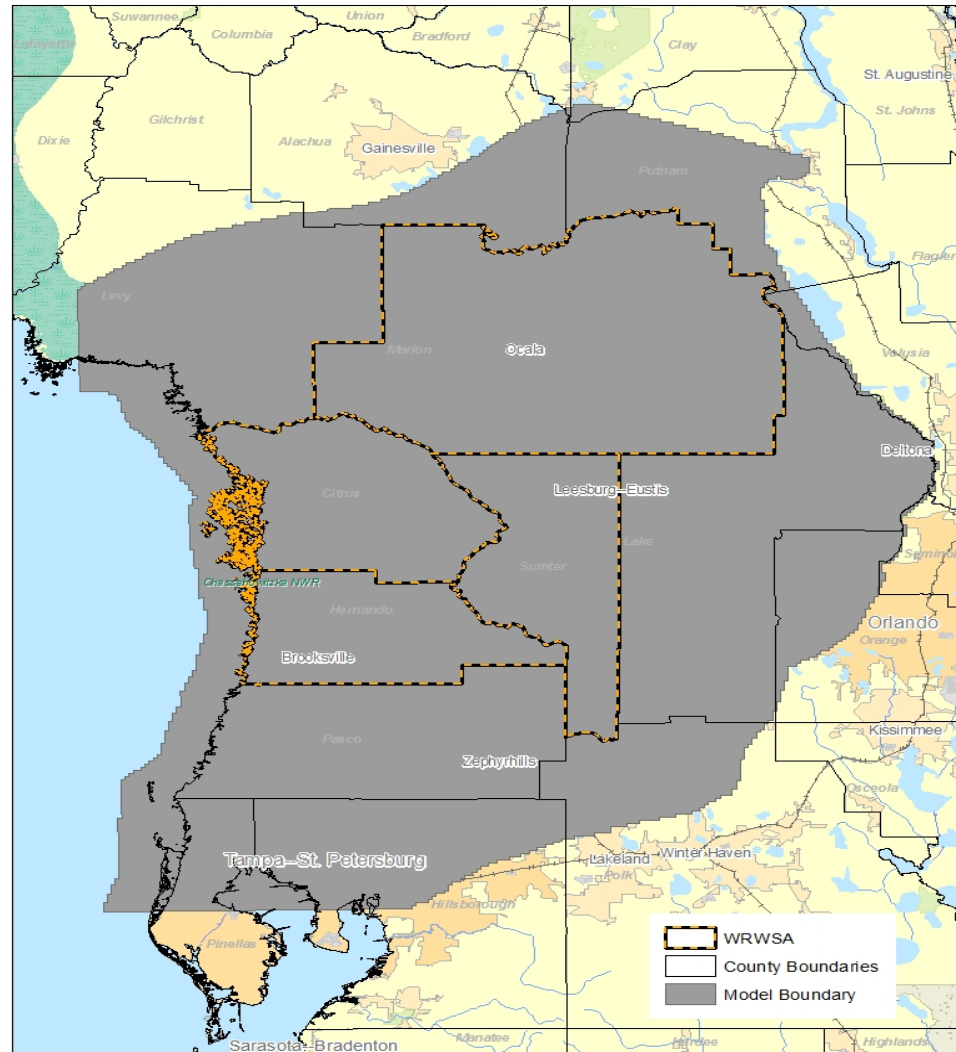 Suwannee
Union
Columbia
Bradford
Lafayette
Clay
St. Augustine
St. Johns
Gilchrist
Dixie
Alachua
Gainesville
Putnam
Flagler
Levy
Marion
Ocala
Volusia
Deltona
Citrus
Leesburg--Eustis
Lake
Sumter
Seminole
Chassahowitzka NWR
Hernando
Orlando
Orange
Brooksville
Kissimmee
Pasco
Zephyrhills
Osceola
Tampa--St. Petersburg
Lakeland
Winter Haven
Polk
Hillsborough
Pinellas
WRWSA
County Boundaries
Model Boundary
Manatee
Hardee
Highlands
Sarasota--Bradenton